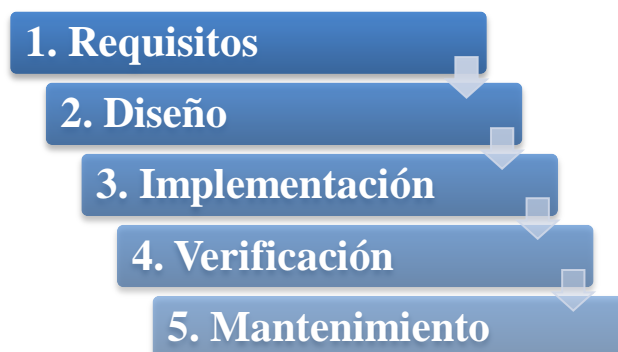 1. Requisitos
2. Diseño
3. Implementación
4. Verificación
5. Mantenimiento